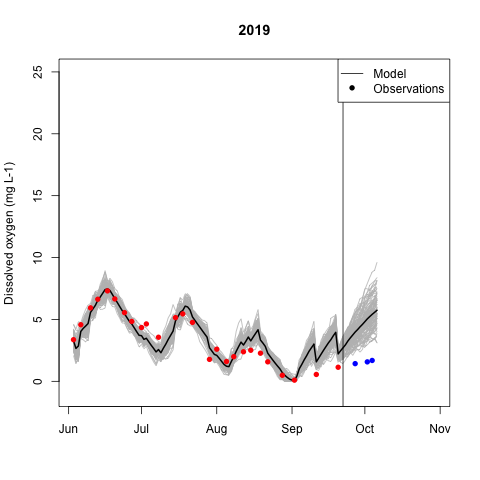 2019
Dissolved oxygen (mg L-1)
25
20
15
10
5
0
Model
Observations
Jun Jul Aug Sep Oct Nov